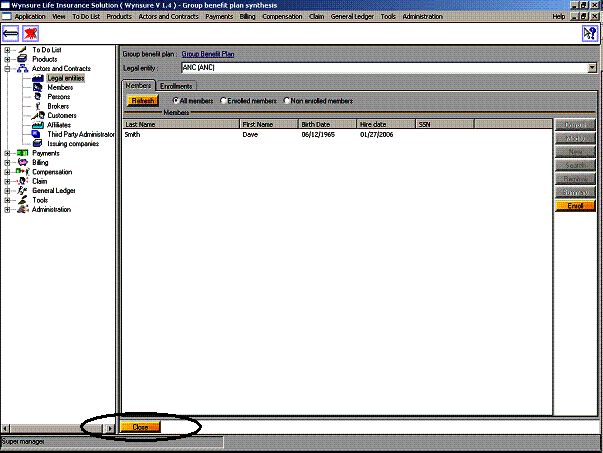 Wynsure Life Insurance Solution ( Wynsure V 1.4 ) - Group benefit plan synthesis
Application View To Do List Products Actors and Contracts Payments Billing Compensation Claim General Ledger Tools Administration Help
To Do List
Products
Actors and Contracts
Legal entities
Members
Persons
Brokers
Customers
Affiliates
Third Party Administrator
Issuing companies
Payments
Billing
Compensation
Claim
General Ledger
Tools
Administration
Group benefit plan : Group Benefit Plan
Legal entity : ANC (ANC)
Members Enrollments
Refresh All members Enrolled members Non enrolled members
Members
Last Name First Name Birth Date Hire date SSN
Smith Dave 06/12/1965 01/27/2006
New
Search
Remove
Summary
Enroll
Close
Super manager